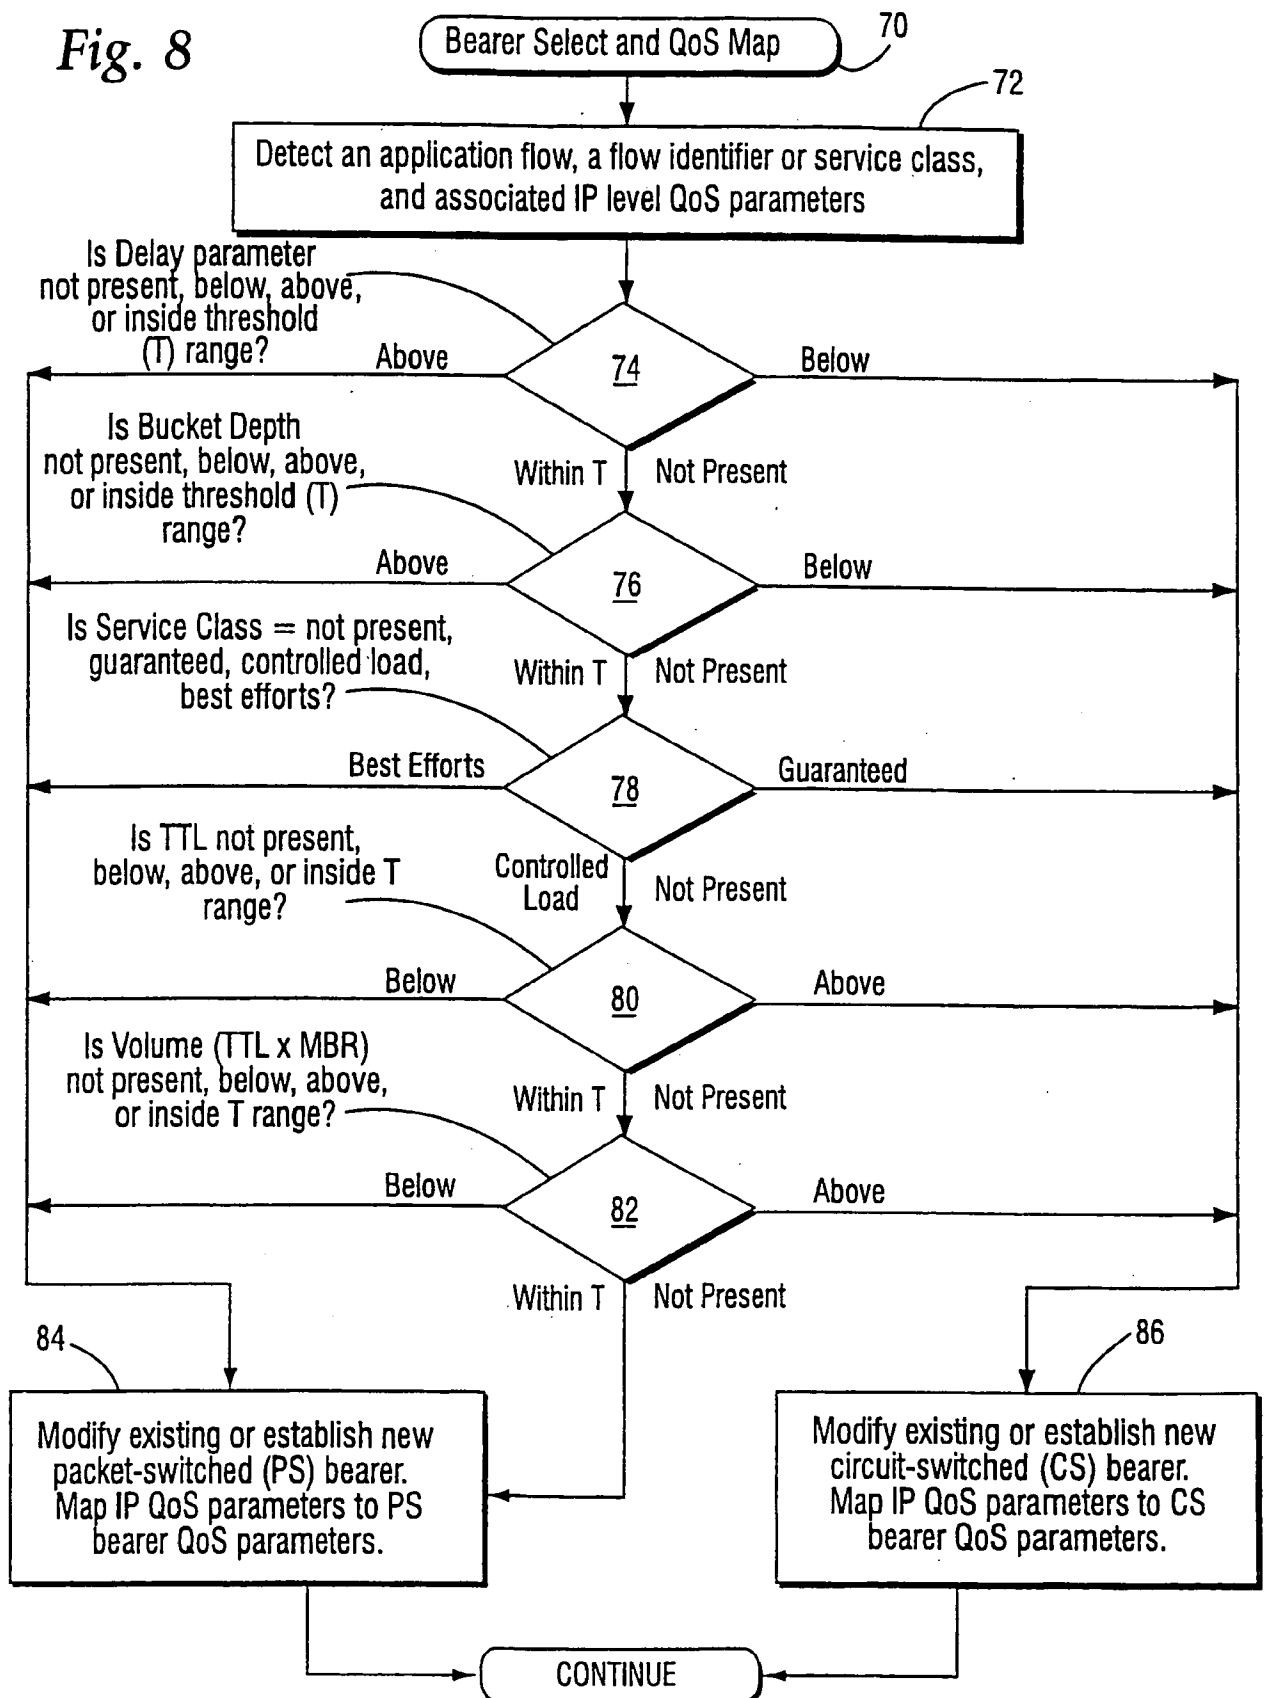 Fig. 8
Bearer Select and QoS Map
70
72
Detect an application flow, a flow identifier or service class,
and associated IP level QoS parameters
Is Delay parameter
not present, below, above,
or inside threshold
(T) range?
Above
74
Below
Within T
Not Present
Is Bucket Depth
not present, below, above,
or inside threshold (T)
range?
Above
76
Below
Within T
Not Present
Is Service Class = not present,
guaranteed, controlled load,
best efforts?
Best Efforts
78
Guaranteed
Controlled
Load
Not Present
Is TTL not present,
below, above, or inside T
range?
Below
80
Above
Within T
Not Present
Is Volume (TTL x MBR)
not present, below, above,
or inside T range?
Below
82
Above
Within T
Not Present
84
Modify existing or establish new
packet-switched (PS) bearer.
Map IP QoS parameters to PS
bearer QoS parameters.
86
Modify existing or establish new
circuit-switched (CS) bearer.
Map IP QoS parameters to CS
bearer QoS parameters.
CONTINUE